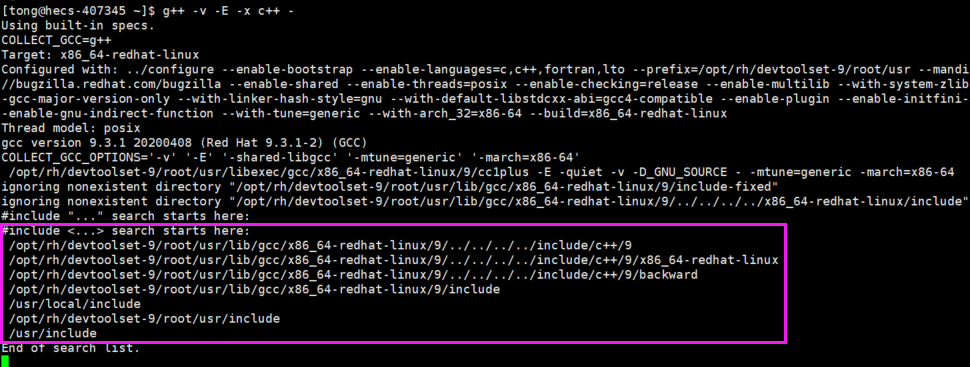 [tong@hecs-407345 ~]$ g++ -v -E -x c++ -
Using built-in specs.
COLLECT_GCC=g++
Target: x86_64-redhat-linux
Configured with: ../configure --enable-bootstrap --enable-languages=c,c++,fortran,lto --prefix=/opt/rh/devtoolset-9/root/usr --mandi
//bugzilla.redhat.com/bugzilla --enable-shared --enable-threads=posix --enable-checking=release --enable-multilib --with-system-zlib
-gcc-major-version-only --with-linker-hash-style=gnu --with-default-libstdcxx-abi=gcc4-compatible --enable-plugin --enable-initfini-
-enable-gnu-indirect-function --with-tune=generic --with-arch_32=x86-64 --build=x86_64-redhat-linux
Thread model: posix
gcc version 9.3.1 20200408 (Red Hat 9.3.1-2) (GCC)
COLLECT_GCC_OPTIONS='-v' '-E' '-shared-libgcc' '-mtune=generic' '-march=x86-64'
 /opt/rh/devtoolset-9/root/usr/libexec/gcc/x86_64-redhat-linux/9/cc1plus -E -quiet -v -D_GNU_SOURCE - -mtune=generic -march=x86-64
ignoring nonexistent directory "/opt/rh/devtoolset-9/root/usr/lib/gcc/x86_64-redhat-linux/9/include-fixed"
ignoring nonexistent directory "/opt/rh/devtoolset-9/root/usr/lib/gcc/x86_64-redhat-linux/9/../../../../x86_64-redhat-linux/include"
#include "..." search starts here:
#include <...> search starts here:
 /opt/rh/devtoolset-9/root/usr/lib/gcc/x86_64-redhat-linux/9/../../../../include/c++/9
 /opt/rh/devtoolset-9/root/usr/lib/gcc/x86_64-redhat-linux/9/../../../../include/c++/9/x86_64-redhat-linux
 /opt/rh/devtoolset-9/root/usr/lib/gcc/x86_64-redhat-linux/9/../../../../include/c++/9/backward
 /opt/rh/devtoolset-9/root/usr/lib/gcc/x86_64-redhat-linux/9/include
 /usr/local/include
 /opt/rh/devtoolset-9/root/usr/include
 /usr/include
End of search list.